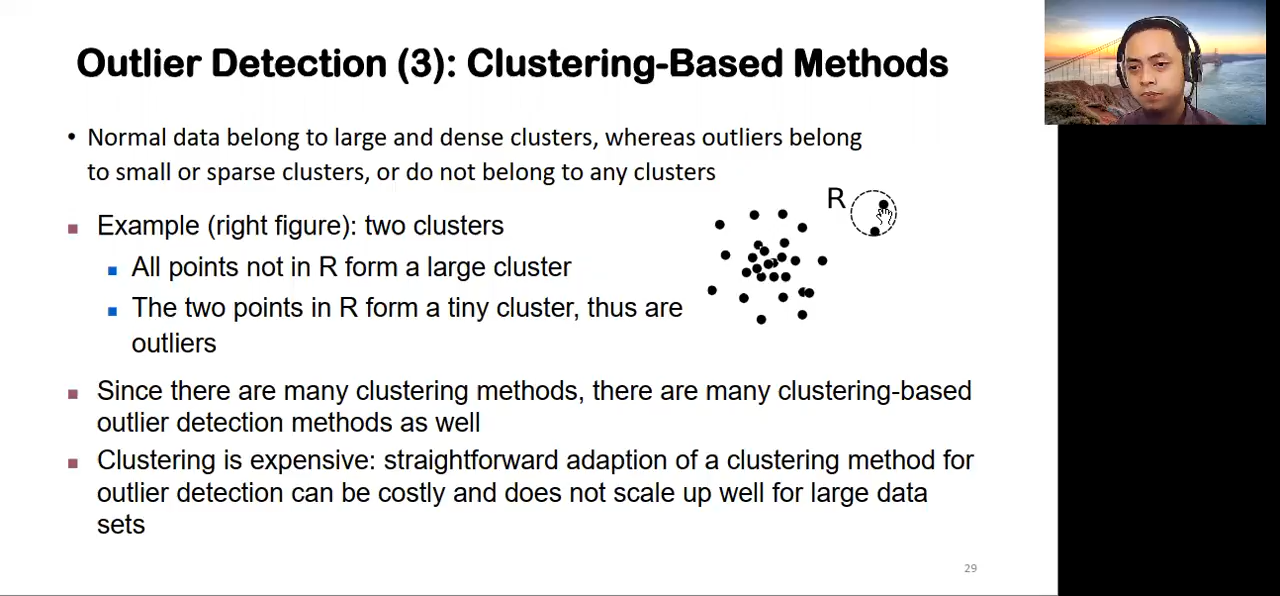 Outlier Detection (3): Clustering-Based Methods
• Normal data belong to large and dense clusters, whereas outliers belong
to small or sparse clusters, or do not belong to any clusters
R
Example (right figure): two clusters
All points not in R form a large cluster
The two points in R form a tiny cluster, thus are
outliers
Since there are many clustering methods, there are many clustering-based
outlier detection methods as well
Clustering is expensive: straightforward adaption of a clustering method for
outlier detection can be costly and does not scale up well for large data
sets
29